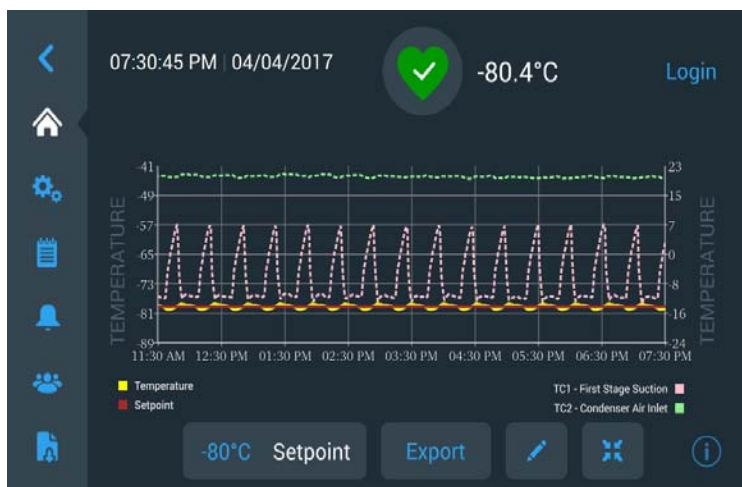 07:30:45 PM | 04/04/2017
-80.4°C
Login
-41
-49
-57
-65
-73
-81
-89
TEMPERATURE
23
15
7
0
-8
-16
-24
TEMPERATURE
11:30 AM 12:30 PM 01:30 PM 02:30 PM 03:30 PM 04:30 PM 05:30 PM 06:30 PM 07:30 PM
Temperature
Setpoint
TC1 - First Stage Suction
TC2 - Condenser Air Inlet
-80°C Setpoint
Export